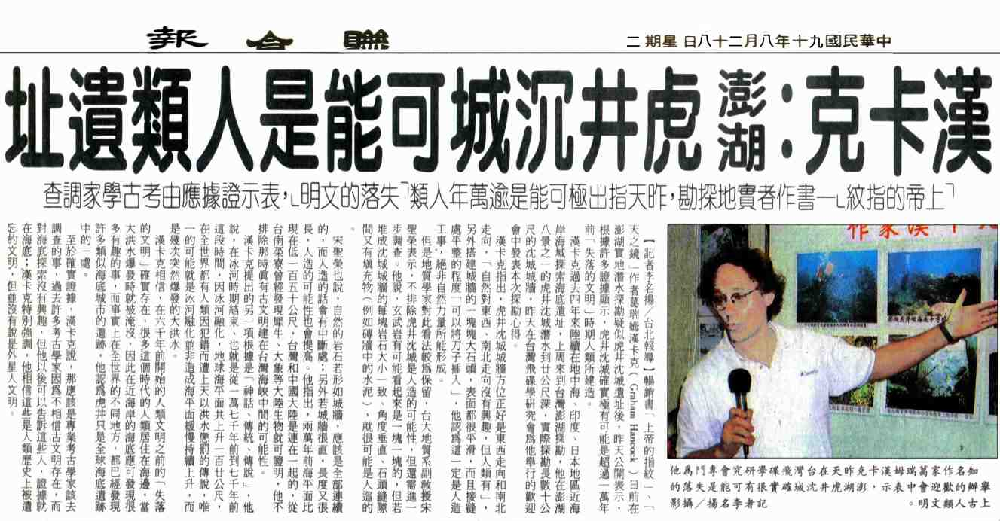 中華民國九十年八月二十八日 星期二
聯合報
漢卡克：澎湖虎井沉城可能是人類遺址
「上帝的指紋」一書作者實地探勘，昨天指出極可能是逾萬年人類「失落的文明」，表示證據應由考古學家調查
【記者李名揚／台北報導】暢銷書「上帝的指紋」、「
天之鏡」作者葛瑞姆漢卡克（Graham Hancock）日前在
澎湖實地潛水探勘疑似虎井沈城遺址後，昨天公開表示，
根據許多證據顯示，虎井沈城確實極有可能是超過一萬年
前「失落的文明」時期人類所建造。
漢卡克過去四年來陸續在地中海、印度、日本地區近海
岸海域探索海底遺址，上周來到台灣澎湖探勘，他在澎湖
八景之一的虎井沈城潛水到廿公尺深，實際探勘長數十公
尺的沈城城牆，昨天在台灣飛碟學研究會為他舉行的歡迎
會中發表本次探勘心得。
漢卡克指出，虎井沈城城牆方位正好是東西走向和南北
走向，「自然對東西、南北走向沒有興趣，但人類有」，
另外搭建城牆的一塊塊大石頭，表面都很平滑，而且接縫
處平整的程度「可以將刀子插入」，他認為這一定是人造
工事，絕非自然力量所能形成。
但是地質學家對此看法較為保留，台大地質系副教授宋
聖榮表示，不排除虎井沈城是人造的可能性，但還需進一
步調查。他說，玄武岩有可能看起來是一塊一塊的，但若
堆成沈城城牆的每塊岩石大小一致、角度垂直、石頭縫隙
間又有填充物（例如磚牆中的水泥），就很可能是人造的
。
宋聖榮也說，自然的岩石若形如城牆，應該是全部連續
的，而人造的話會有中斷處；另外若城牆很直，長度又很
長，人造的可能性也會提高。他指出，兩萬年前海平面比
現在低一百五十公尺，台灣和中國大陸是連在一起的，從
台南菜寮曾經發現犀牛、大象等大陸生物就可證明，他不
排除那時真有古文明建在台灣海峽中間的可能性。
漢卡克提出的另一項根據是「神話、傳統、傳說」，他
說，在冰河時期結束、也就是從一萬七千年前到七千年前
這段時間，因冰河融化，地球海平面共上升一百廿公尺，
在全世界都有人類因犯錯而遭上天以洪水懲罰的傳說，唯
一的可能就是冰河融化並非造成海平面緩慢持續上升，而
是幾次突然爆發的大洪水。
漢卡克相信，在六千年前開始的人類文明之前的「失落
的文明」確實存在，很多這個時代的人類居住在海邊，當
大洪水爆發時就被淹沒，因此在近海岸的海底應可發現很
多有趣的事，而事實上在全世界的不同地方，都已經發現
許多類似海底城市的遺跡，他認為虎井只是全球海底遺跡
中的一處。
至於確實證據，漢卡克說，那應該是專業考古學家該去
調查的事，過去許多考古學家因為不相信古文明存在，而
對海底探索沒有興趣，但他以後可以告訴這些人，證據就
在海底；漢卡克特別強調，他相信這些是人類歷史上被遺
忘的文明，但並沒有說是外星人文明。
知名作家葛瑞姆漢卡克昨天在台灣飛碟學研究會專門為他
舉辦的歡迎會中表示，澎湖虎井沈城確實很有可能是失落的
上古人類文明。 記者李名揚／攝影